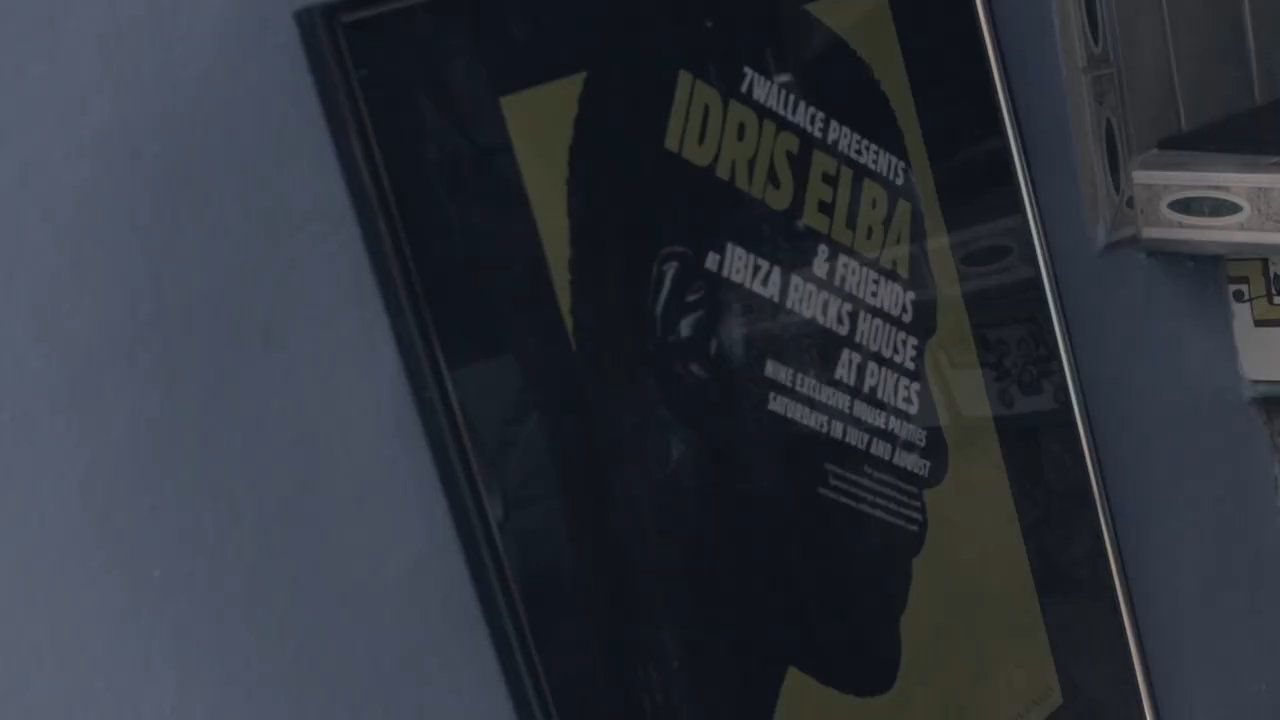 7WALLACE PRESENTS
IDRIS ELBA
& FRIENDS
AT IBIZA ROCKS HOUSE
AT PIKES
NINE EXCLUSIVE HOUSE PARTIES
SATURDAYS IN JULY AND AUGUST